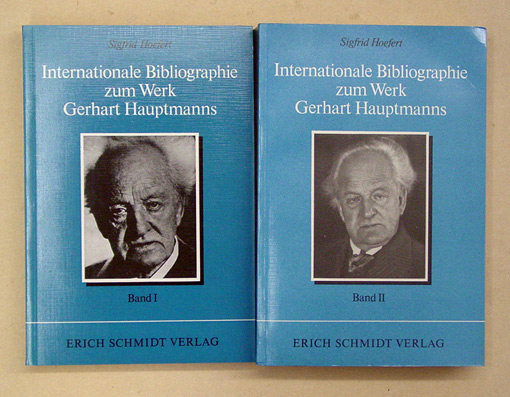 Sigfrid Hoefert
Internationale Bibliographie
zum Werk
Gerhart Hauptmanns
Band I
ERICH SCHMIDT VERLAG
Sigfrid Hoefert
Internationale Bibliographie
zum Werk
Gerhart Hauptmanns
Band II
ERICH SCHMIDT VERLAG